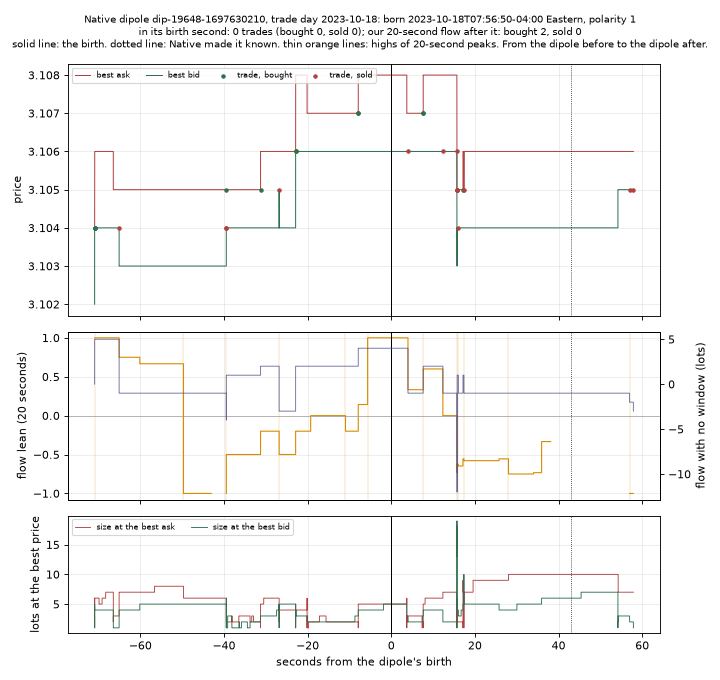 Native dipole dip-19648-1697630210, trade day 2023-10-18: born 2023-10-18T07:56:50-04:00 Eastern, polarity 1
in its birth second: 0 trades (bought 0, sold 0); our 20-second flow after it: bought 2, sold 0
solid line: the birth. dotted line: Native made it known. thin orange lines: highs of 20-second peaks. From the dipole before to the dipole after.
best ask best bid trade, bought trade, sold
3.108
3.107
3.106
3.105
3.104
3.103
3.102
price
1.0
0.5
0.0
−0.5
−1.0
flow lean (20 seconds)
5
0
−5
−10
flow with no window (lots)
size at the best ask size at the best bid
15
10
5
lots at the best price
−60 −40 −20 0 20 40 60
seconds from the dipole's birth